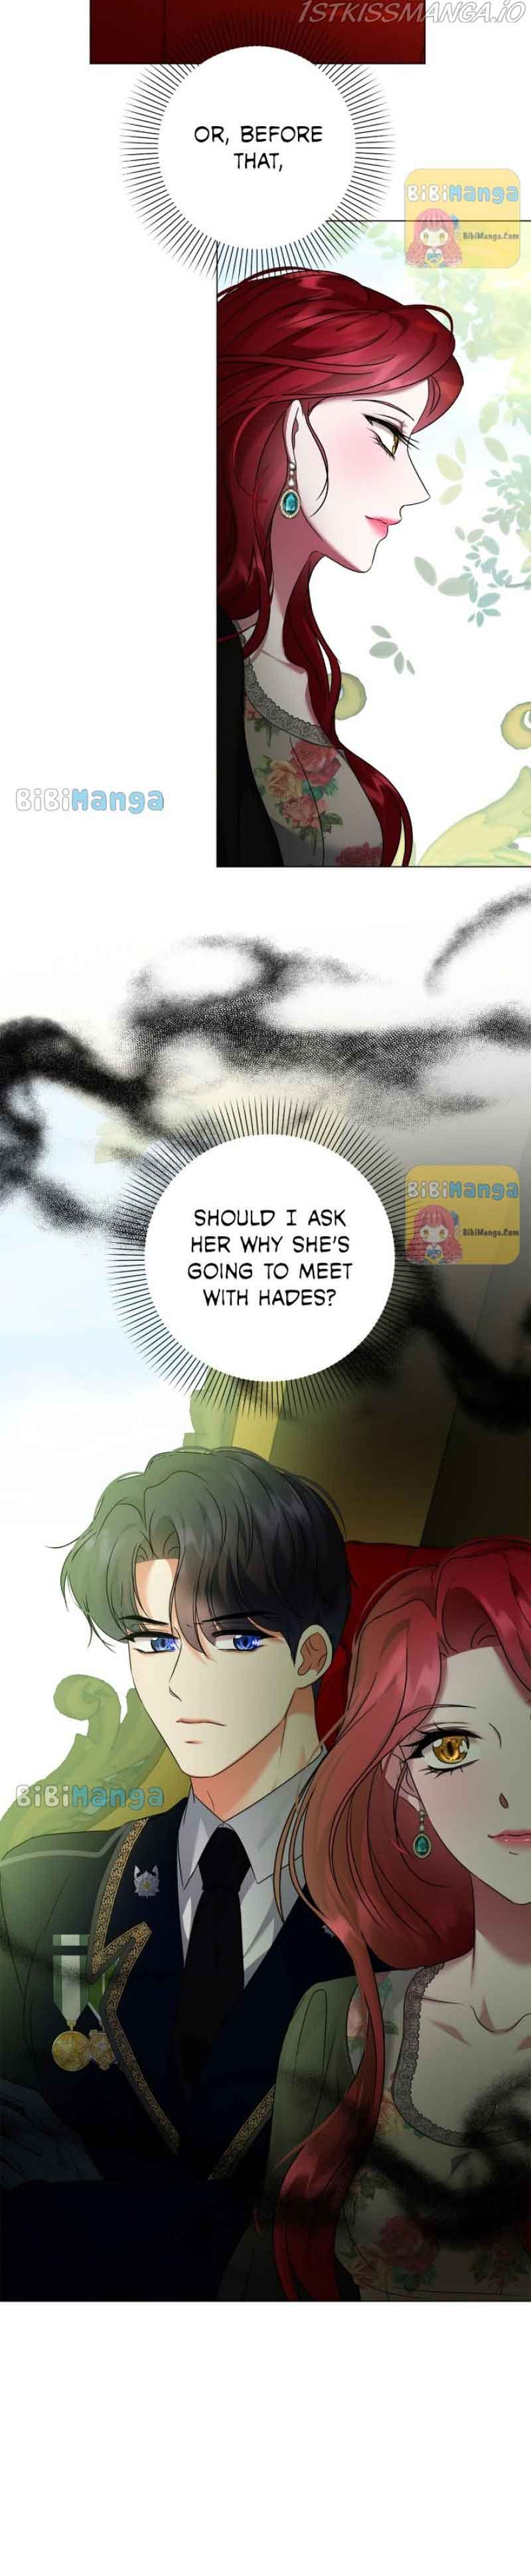 1STKISSMANGA.IO
OR, BEFORE
THAT,
BiBiManga
BibiManga.Com
BiBiManga
BiBiManga
BibiManga.Com
SHOULD I ASK
HER WHY SHE'S
GOING TO MEET
WITH HADES?
BiBiManga